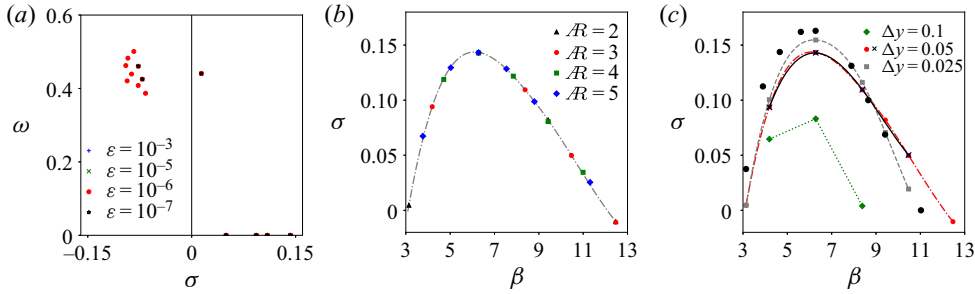 (a)
0.6
0.4
0.2
0
ω
ε = 10⁻³
ε = 10⁻⁵
ε = 10⁻⁶
ε = 10⁻⁷
−0.15 0 0.15
σ
(b)
σ
0.15
0.10
0.05
0
Æ = 2
Æ = 3
Æ = 4
Æ = 5
3 5 7 9 11 13
β
(c)
σ
0.15
0.10
0.05
0
Δy = 0.1
Δy = 0.05
Δy = 0.025
3 5 7 9 11 13
β